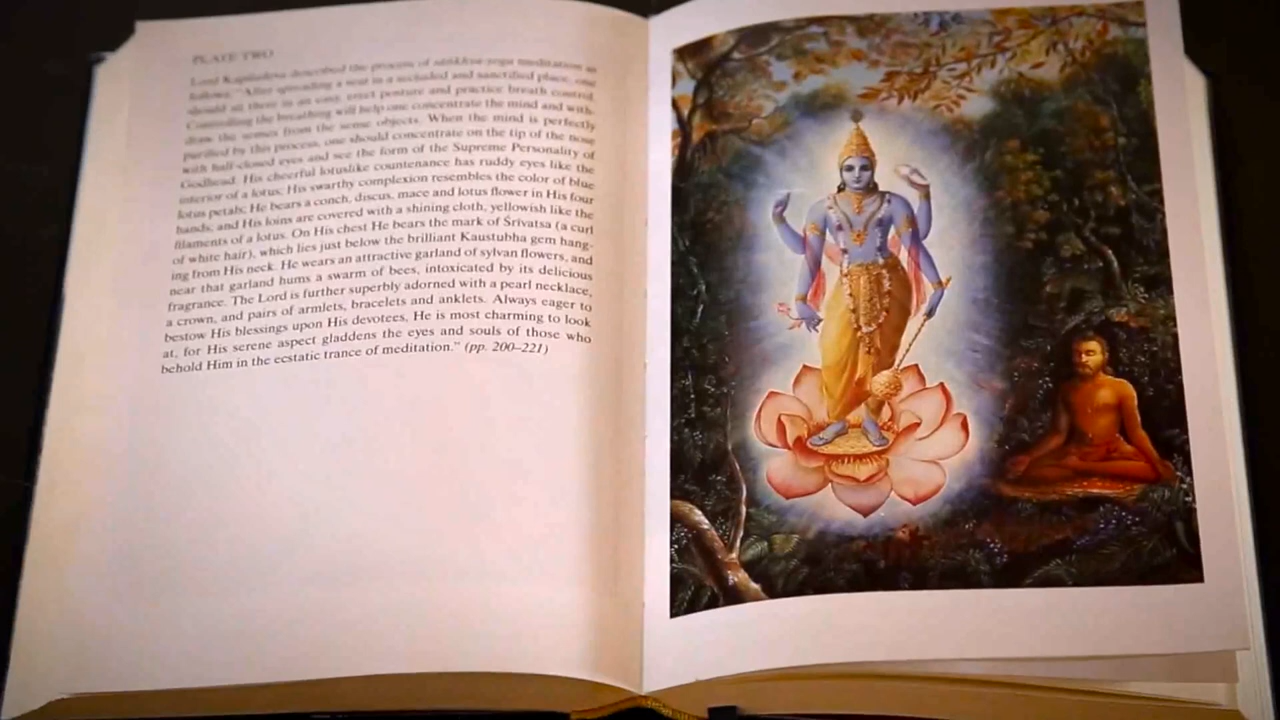 PLATE TWO
Lord Kapiladeva described the process of sāṅkhya-yoga meditation as
follows: "After spreading a seat in a secluded and sanctified place, one
should sit there in an easy, erect posture and practice breath control.
Controlling the breathing will help one concentrate the mind and with-
draw the senses from the sense objects. When the mind is perfectly
purified by this process, one should concentrate on the tip of the nose
with half-closed eyes and see the form of the Supreme Personality of
Godhead. His cheerful lotuslike countenance has ruddy eyes like the
interior of a lotus; His swarthy complexion resembles the color of blue
lotus petals; He bears a conch, discus, mace and lotus flower in His four
hands; and His loins are covered with a shining cloth, yellowish like the
filaments of a lotus. On His chest He bears the mark of Śrīvatsa (a curl
of white hair), which lies just below the brilliant Kaustubha gem hang-
ing from His neck. He wears an attractive garland of sylvan flowers, and
near that garland hums a swarm of bees, intoxicated by its delicious
fragrance. The Lord is further superbly adorned with a pearl necklace,
a crown, and pairs of armlets, bracelets and anklets. Always eager to
bestow His blessings upon His devotees, He is most charming to look
at, for His serene aspect gladdens the eyes and souls of those who
behold Him in the ecstatic trance of meditation." (pp. 200–221)